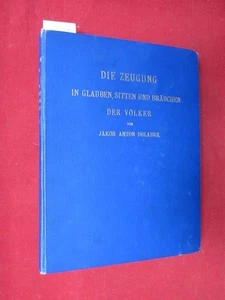 DIE ZEUGUNG
IN GLAUBEN, SITTEN UND BRÄUCHEN
DER VÖLKER
VON
JAKOB ANTON DULAURE